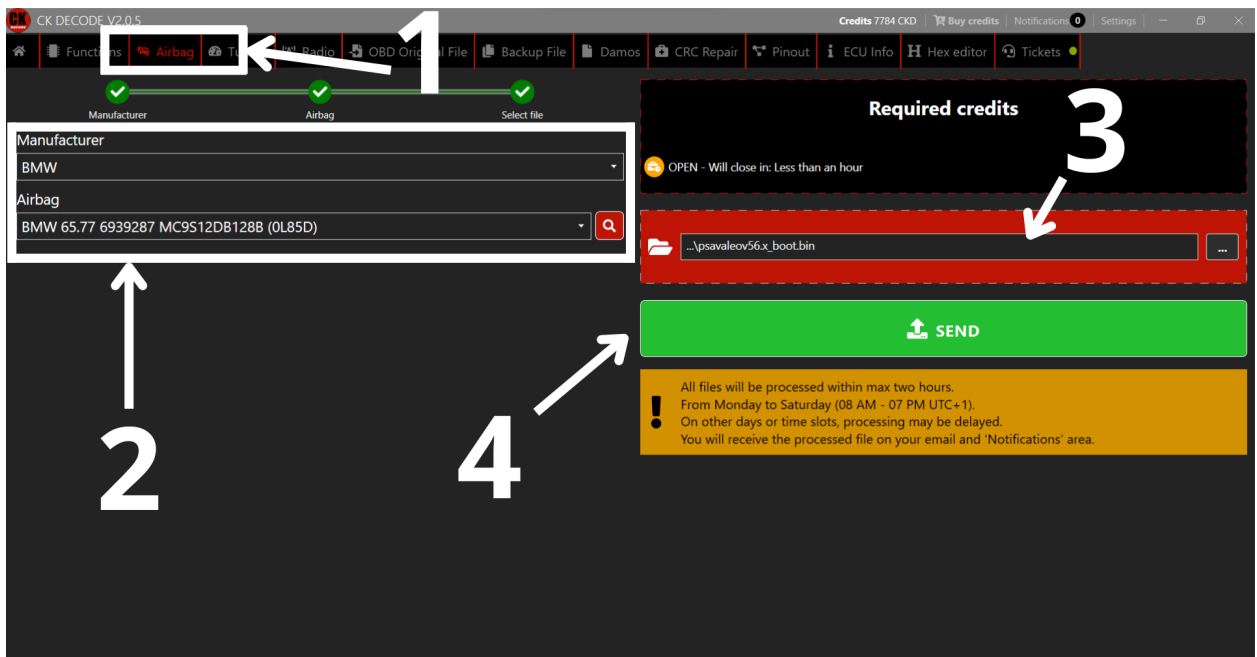 CK
DECODE
CK DECODE V2.0.5
Credits 7784 CKD
Buy credits
Notifications 0
Settings
Functions
Airbag
Radio
OBD Original File
Backup File
Damos
CRC Repair
Pinout
ECU Info
Hex editor
Tickets
1
Manufacturer
Airbag
Select file
Manufacturer
BMW
Airbag
BMW 65.77 6939287 MC9S12DB128B (0L85D)
2
Required credits
OPEN - Will close in: Less than an hour
3
...\psavaleov56.x_boot.bin
...
SEND
4
All files will be processed within max two hours.
From Monday to Saturday (08 AM - 07 PM UTC+1).
On other days or time slots, processing may be delayed.
You will receive the processed file on your email and 'Notifications' area.